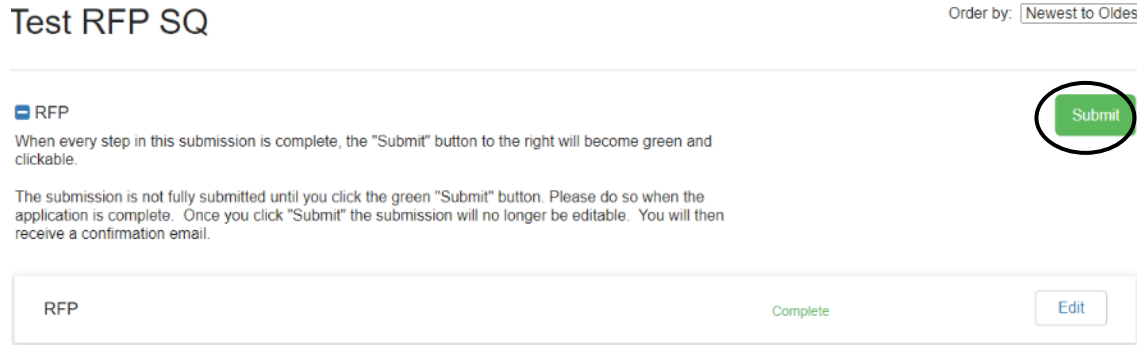 Test RFP SQ
Order by: Newest to Oldes
RFP
Submit
When every step in this submission is complete, the "Submit" button to the right will become green and
clickable.
The submission is not fully submitted until you click the green "Submit" button. Please do so when the
application is complete. Once you click "Submit" the submission will no longer be editable. You will then
receive a confirmation email.
RFP
Complete
Edit